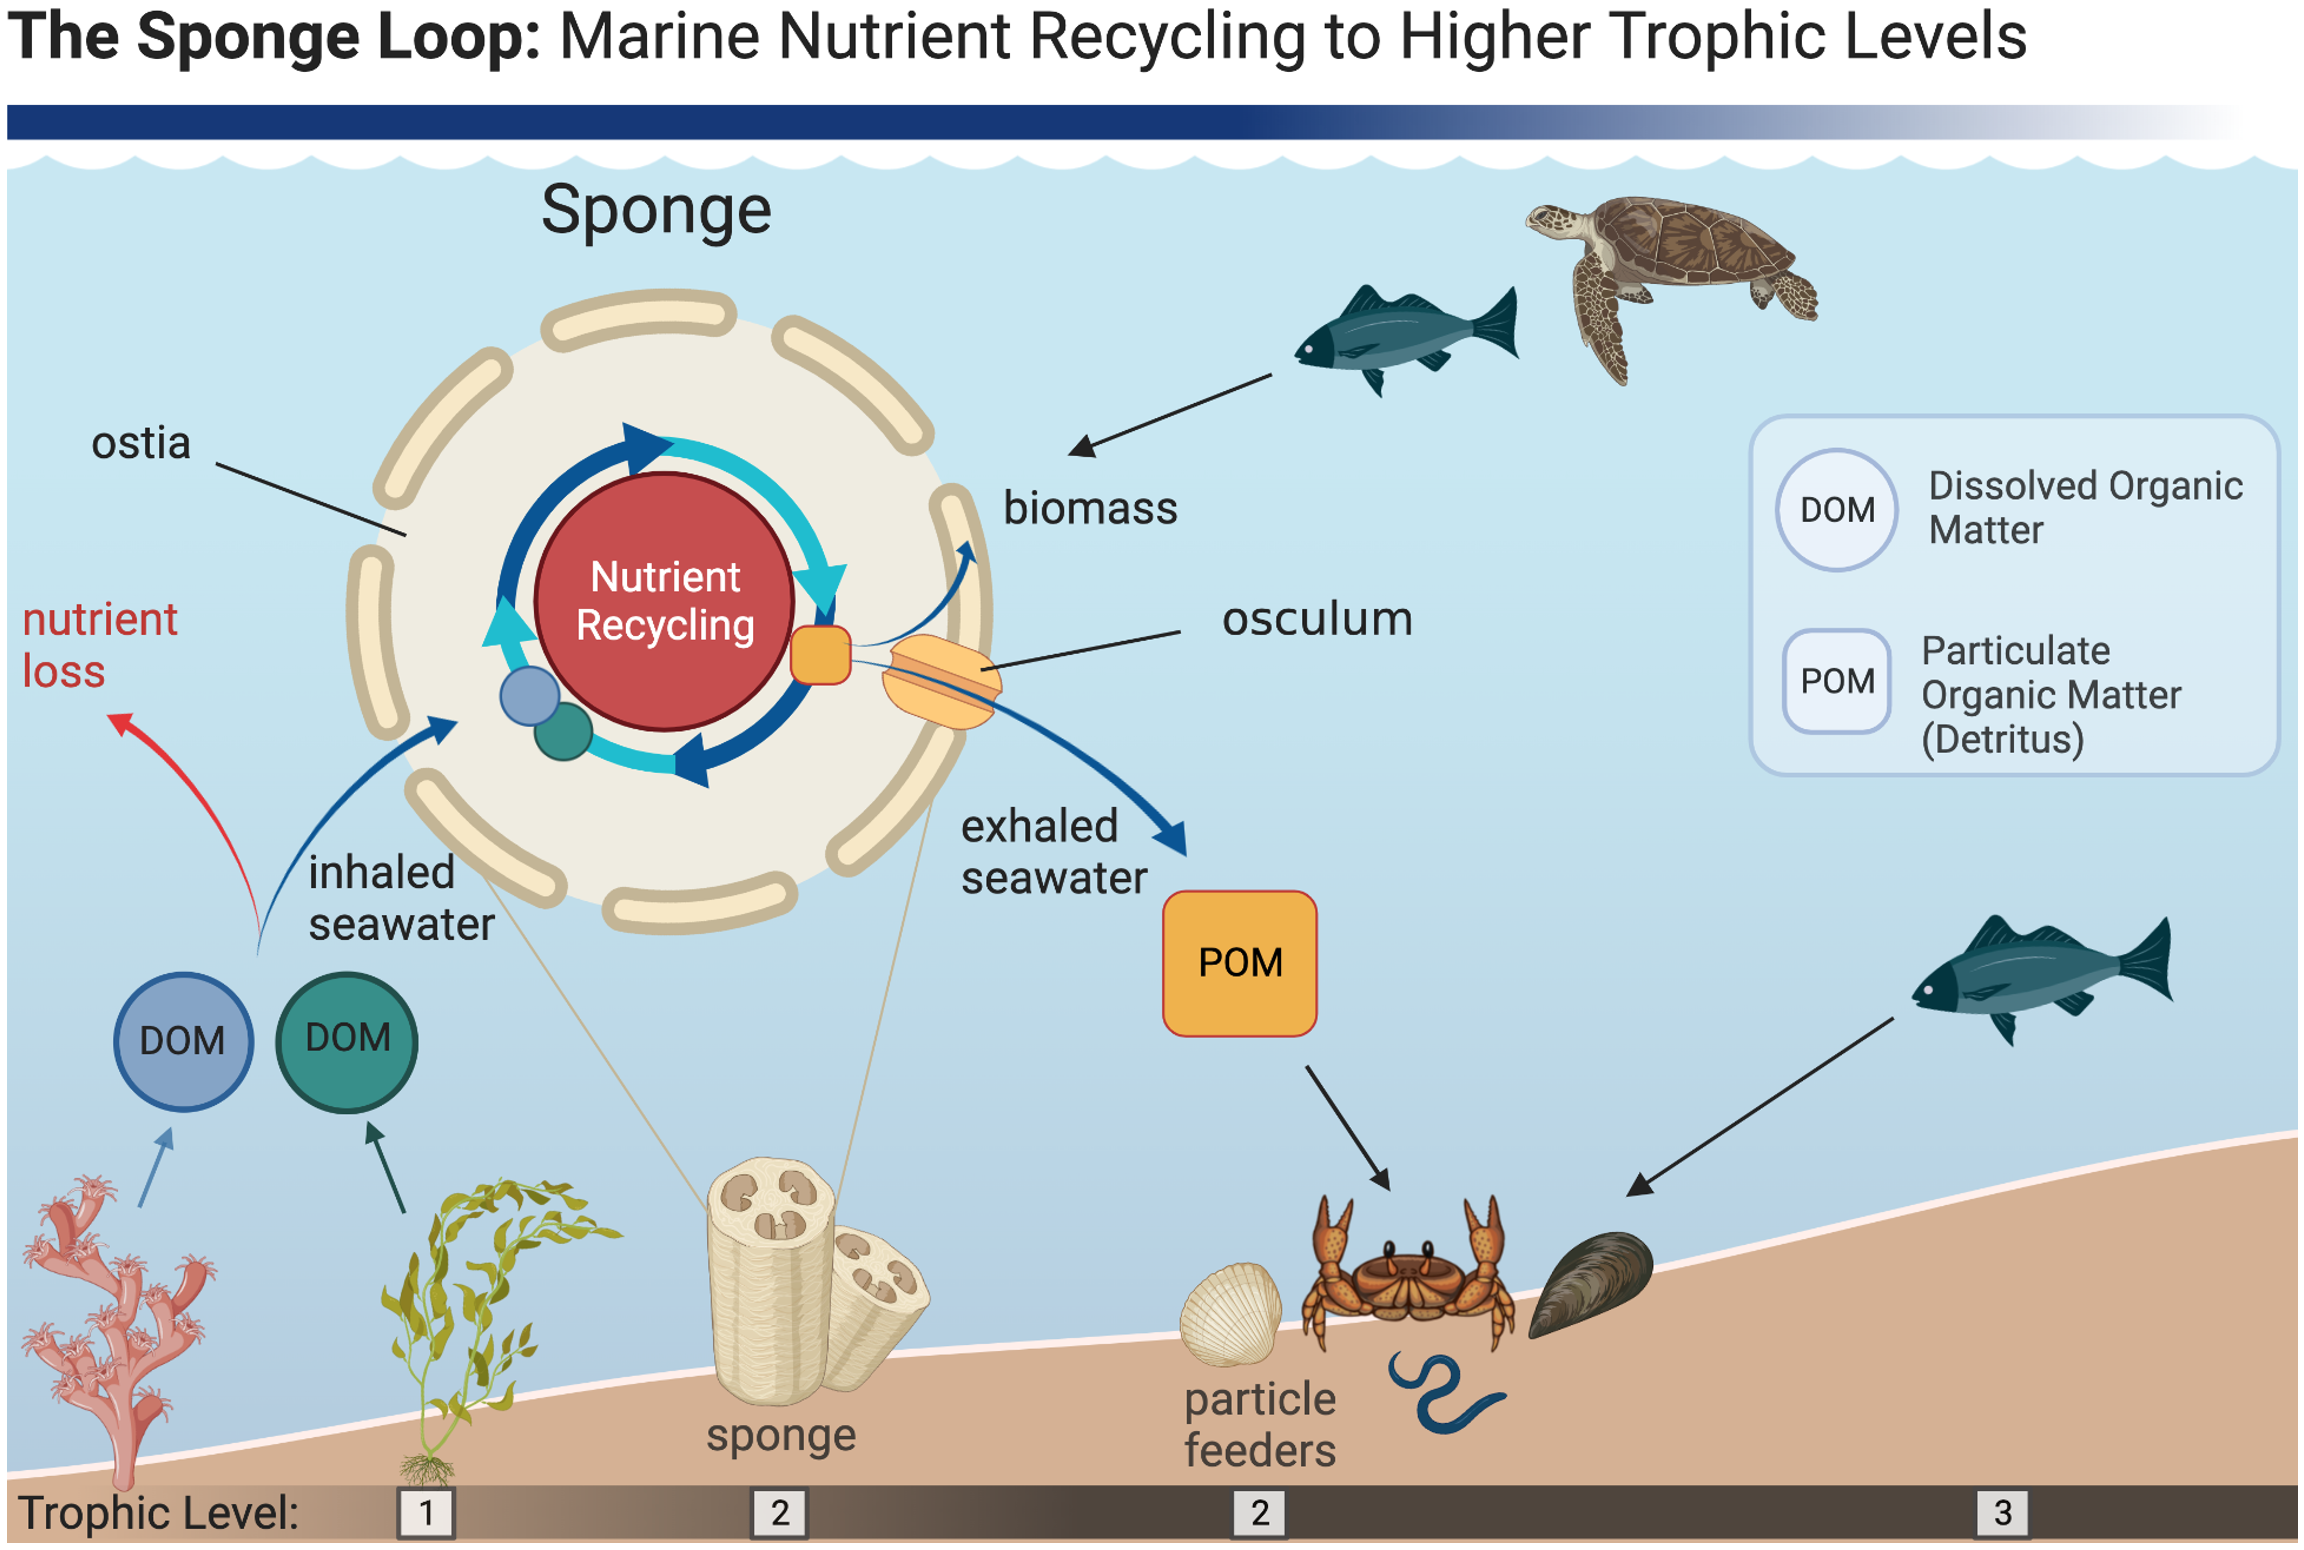 The Sponge Loop: Marine Nutrient Recycling to Higher Trophic Levels
Sponge
ostia
biomass
osculum
Nutrient
Recycling
nutrient
loss
inhaled
seawater
exhaled
seawater
DOM
Dissolved Organic
Matter
POM
Particulate
Organic Matter
(Detritus)
DOM
DOM
POM
sponge
particle
feeders
Trophic Level:
1
2
2
3